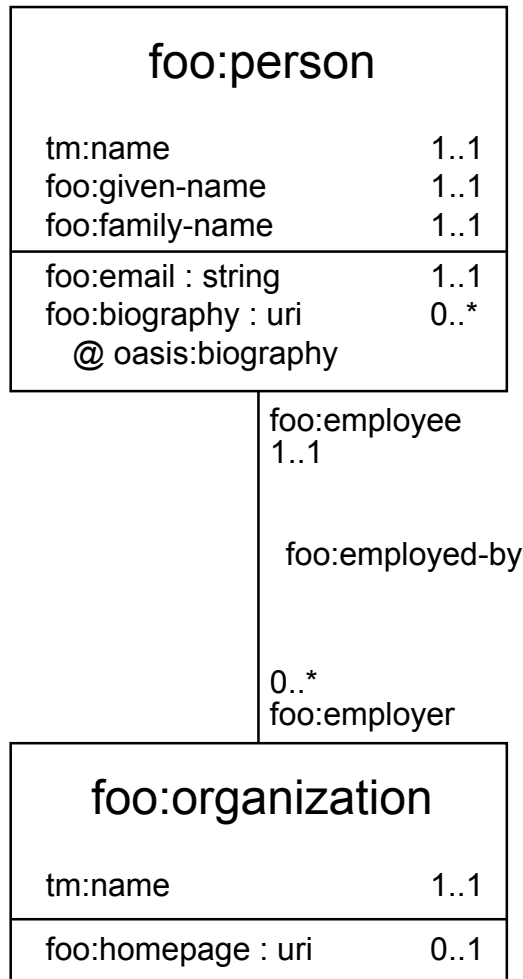 foo:person
tm:name 1..1
foo:given-name 1..1
foo:family-name 1..1
foo:email : string 1..1
foo:biography : uri 0..*
@ oasis:biography
foo:employee
1..1
foo:employed-by
0..*
foo:employer
foo:organization
tm:name 1..1
foo:homepage : uri 0..1